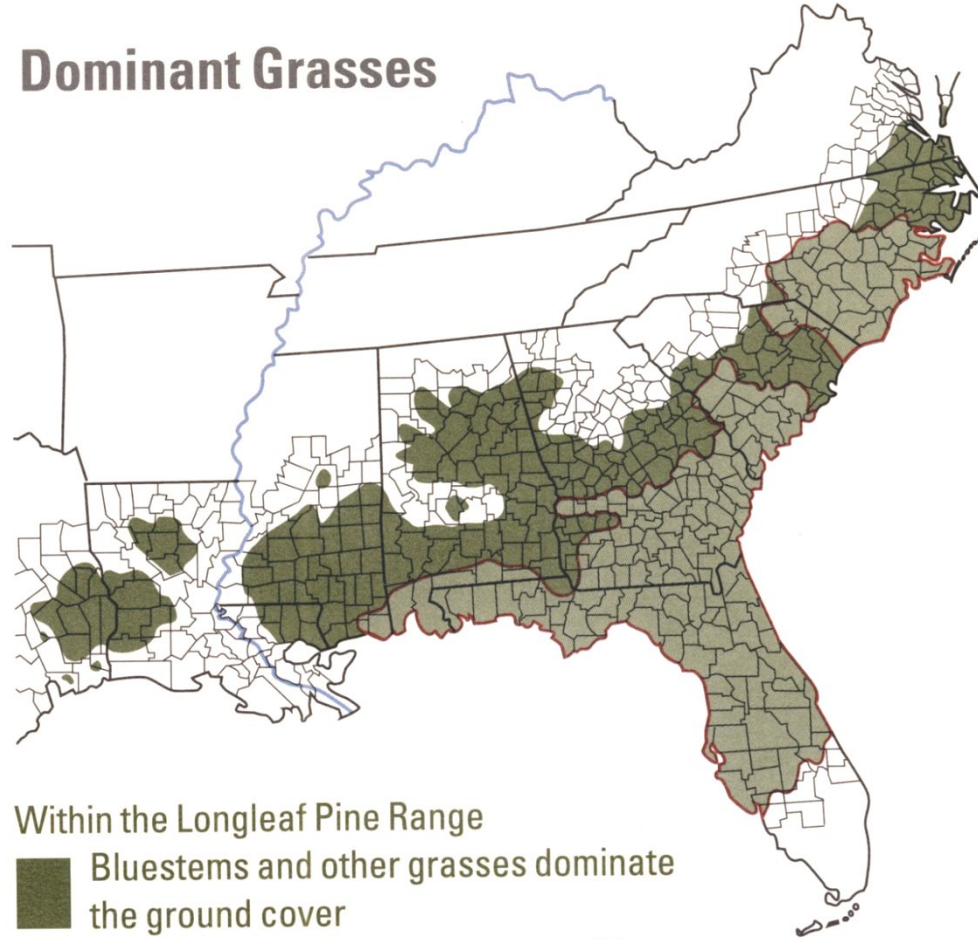 Dominant Grasses
Within the Longleaf Pine Range
Bluestems and other grasses dominate
the ground cover